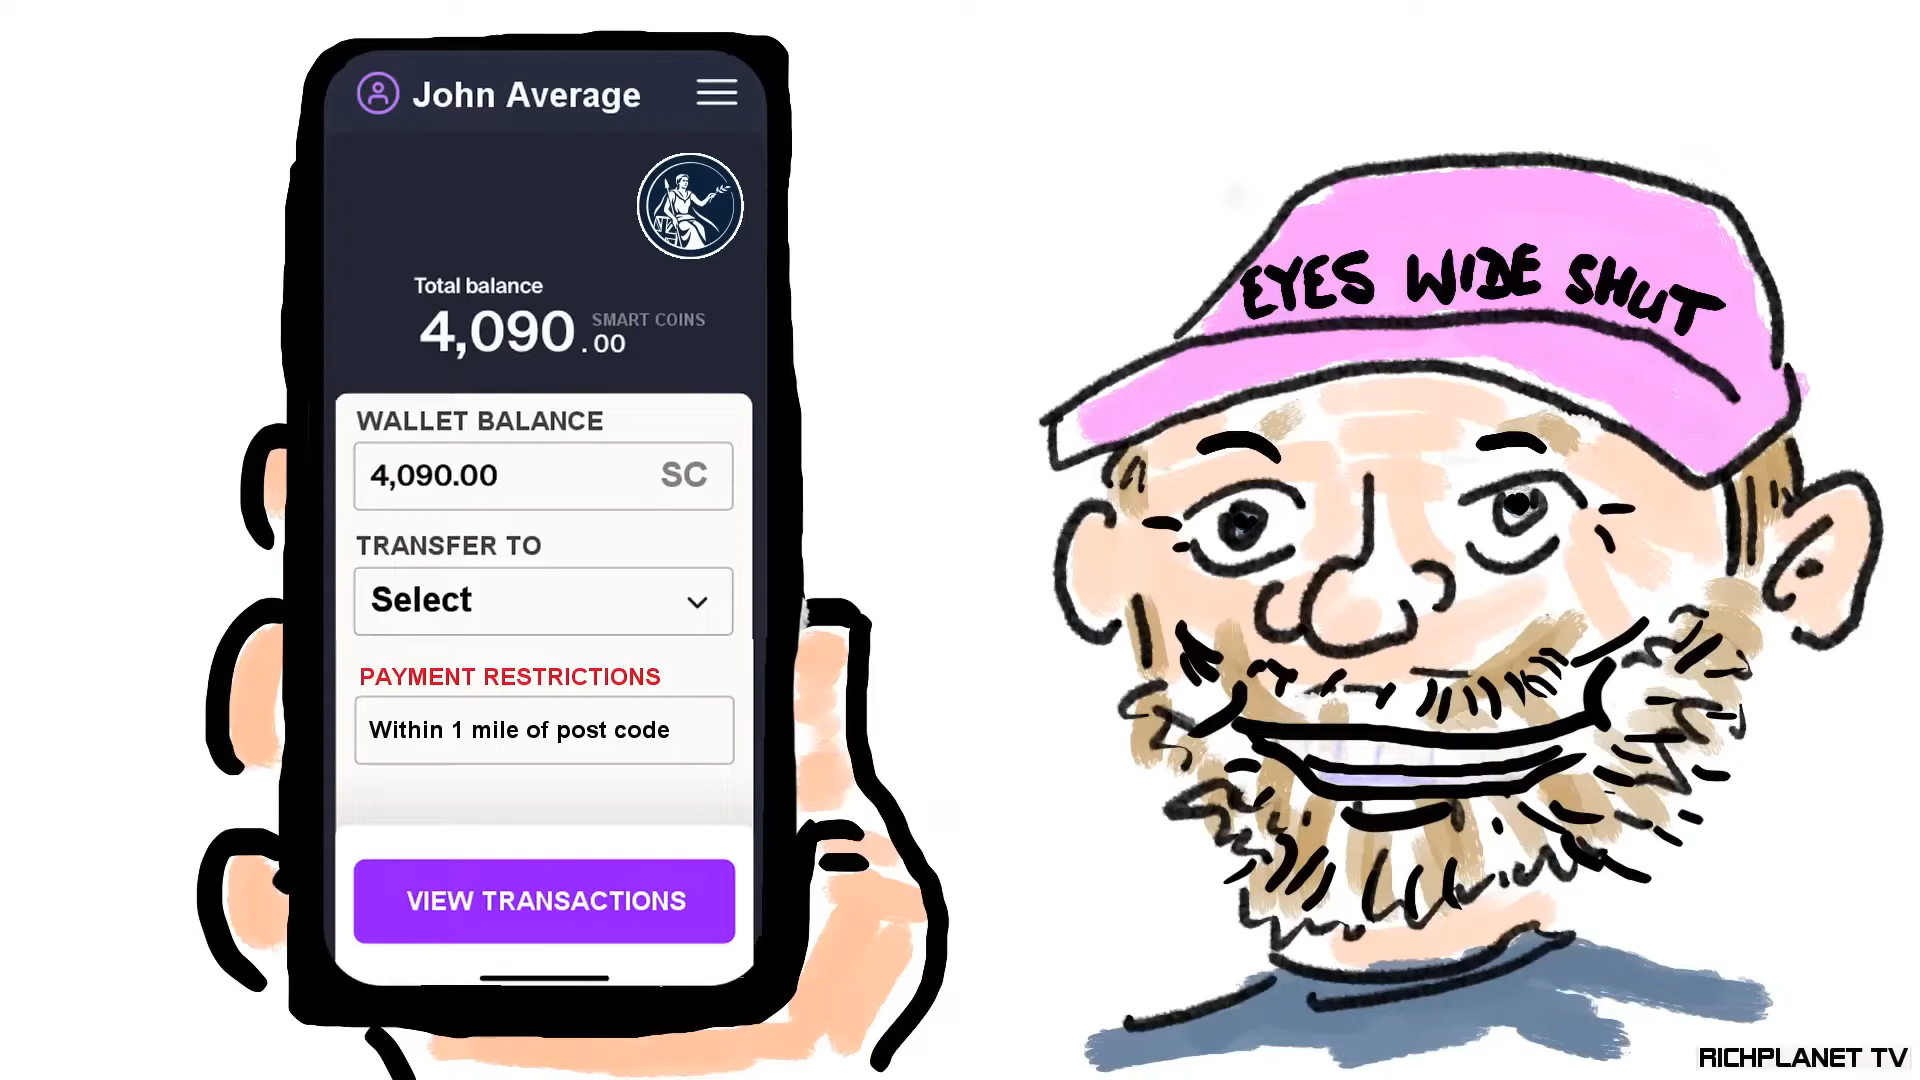 John Average
Total balance
4,090.00 SMART COINS
WALLET BALANCE
4,090.00 SC
TRANSFER TO
Select
PAYMENT RESTRICTIONS
Within 1 mile of post code
VIEW TRANSACTIONS
EYES WIDE SHUT
RICHPLANET TV